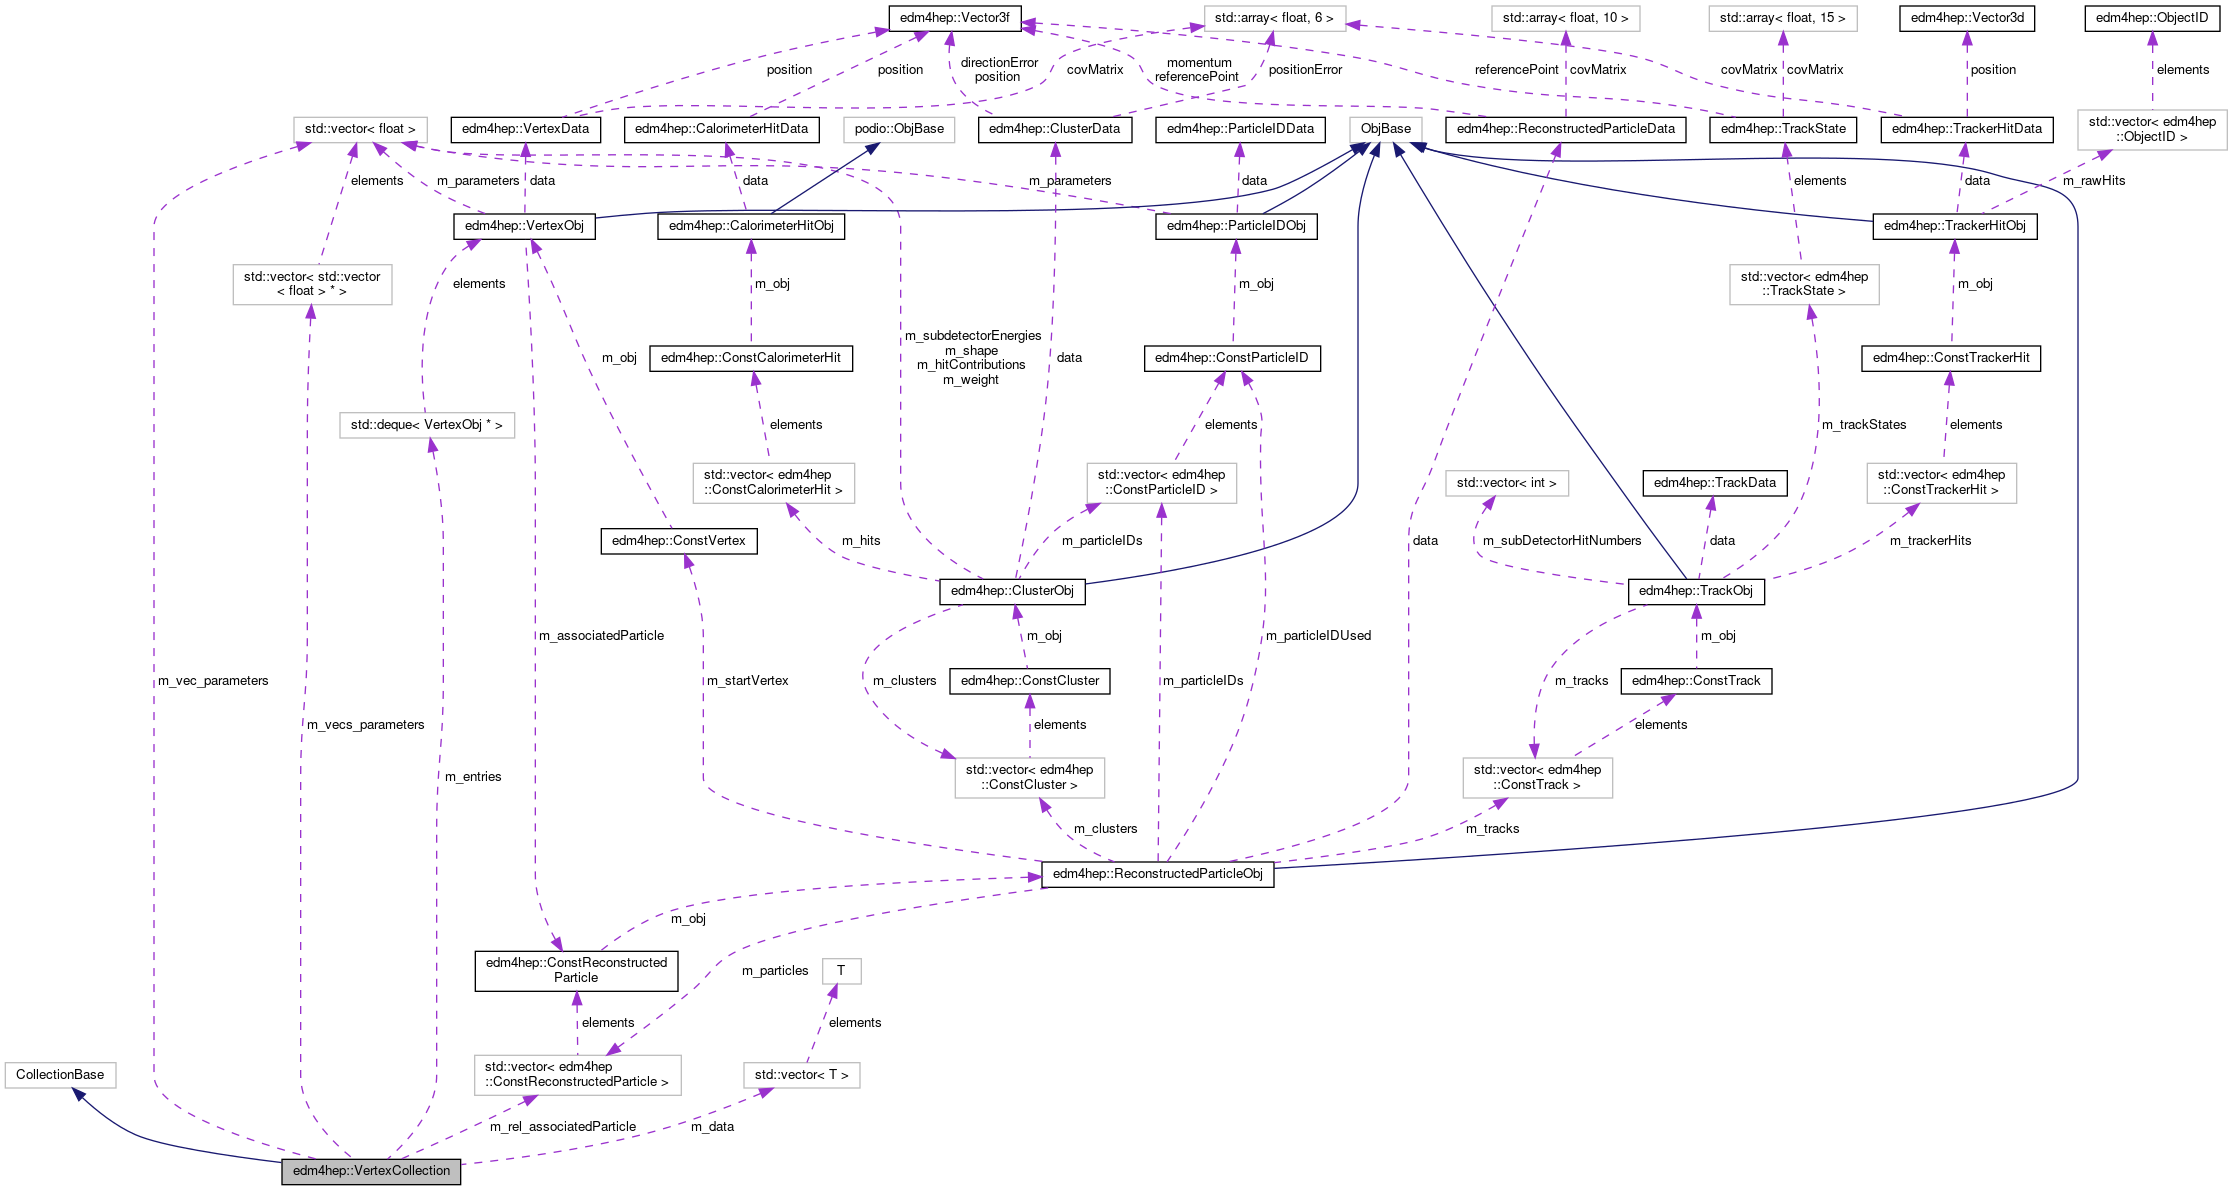 edm4hep::Vector3f
std::array< float, 6 >
std::array< float, 10 >
std::array< float, 15 >
edm4hep::Vector3d
edm4hep::ObjectID
position
position
directionError
position
covMatrix
positionError
momentum
referencePoint
covMatrix
referencePoint
covMatrix
covMatrix
position
elements
std::vector< float >
edm4hep::VertexData
edm4hep::CalorimeterHitData
podio::ObjBase
edm4hep::ClusterData
edm4hep::ParticleIDData
ObjBase
edm4hep::ReconstructedParticleData
edm4hep::TrackState
edm4hep::TrackerHitData
std::vector< edm4hep
::ObjectID >
elements
m_parameters
data
data
m_parameters
data
elements
data
m_rawHits
edm4hep::VertexObj
edm4hep::CalorimeterHitObj
edm4hep::ParticleIDObj
edm4hep::TrackerHitObj
std::vector< std::vector
< float > * >
elements
m_obj
m_obj
std::vector< edm4hep
::TrackState >
m_obj
m_obj
edm4hep::ConstCalorimeterHit
m_subdetectorEnergies
m_shape
m_hitContributions
m_weight
data
edm4hep::ConstParticleID
edm4hep::ConstTrackerHit
std::deque< VertexObj * >
elements
elements
m_trackStates
elements
std::vector< edm4hep
::ConstCalorimeterHit >
std::vector< edm4hep
::ConstParticleID >
std::vector< int >
edm4hep::TrackData
std::vector< edm4hep
::ConstTrackerHit >
edm4hep::ConstVertex
m_hits
m_particleIDs
data
m_subDetectorHitNumbers
data
m_trackerHits
edm4hep::ClusterObj
edm4hep::TrackObj
m_associatedParticle
m_obj
m_particleIDUsed
m_obj
m_vec_parameters
m_startVertex
m_clusters
edm4hep::ConstCluster
m_particleIDs
m_tracks
edm4hep::ConstTrack
m_vecs_parameters
elements
elements
m_entries
std::vector< edm4hep
::ConstCluster >
std::vector< edm4hep
::ConstTrack >
m_clusters
m_tracks
edm4hep::ReconstructedParticleObj
m_obj
edm4hep::ConstReconstructed
Particle
m_particles
T
elements
elements
CollectionBase
std::vector< edm4hep
::ConstReconstructedParticle >
std::vector< T >
m_rel_associatedParticle
m_data
edm4hep::VertexCollection